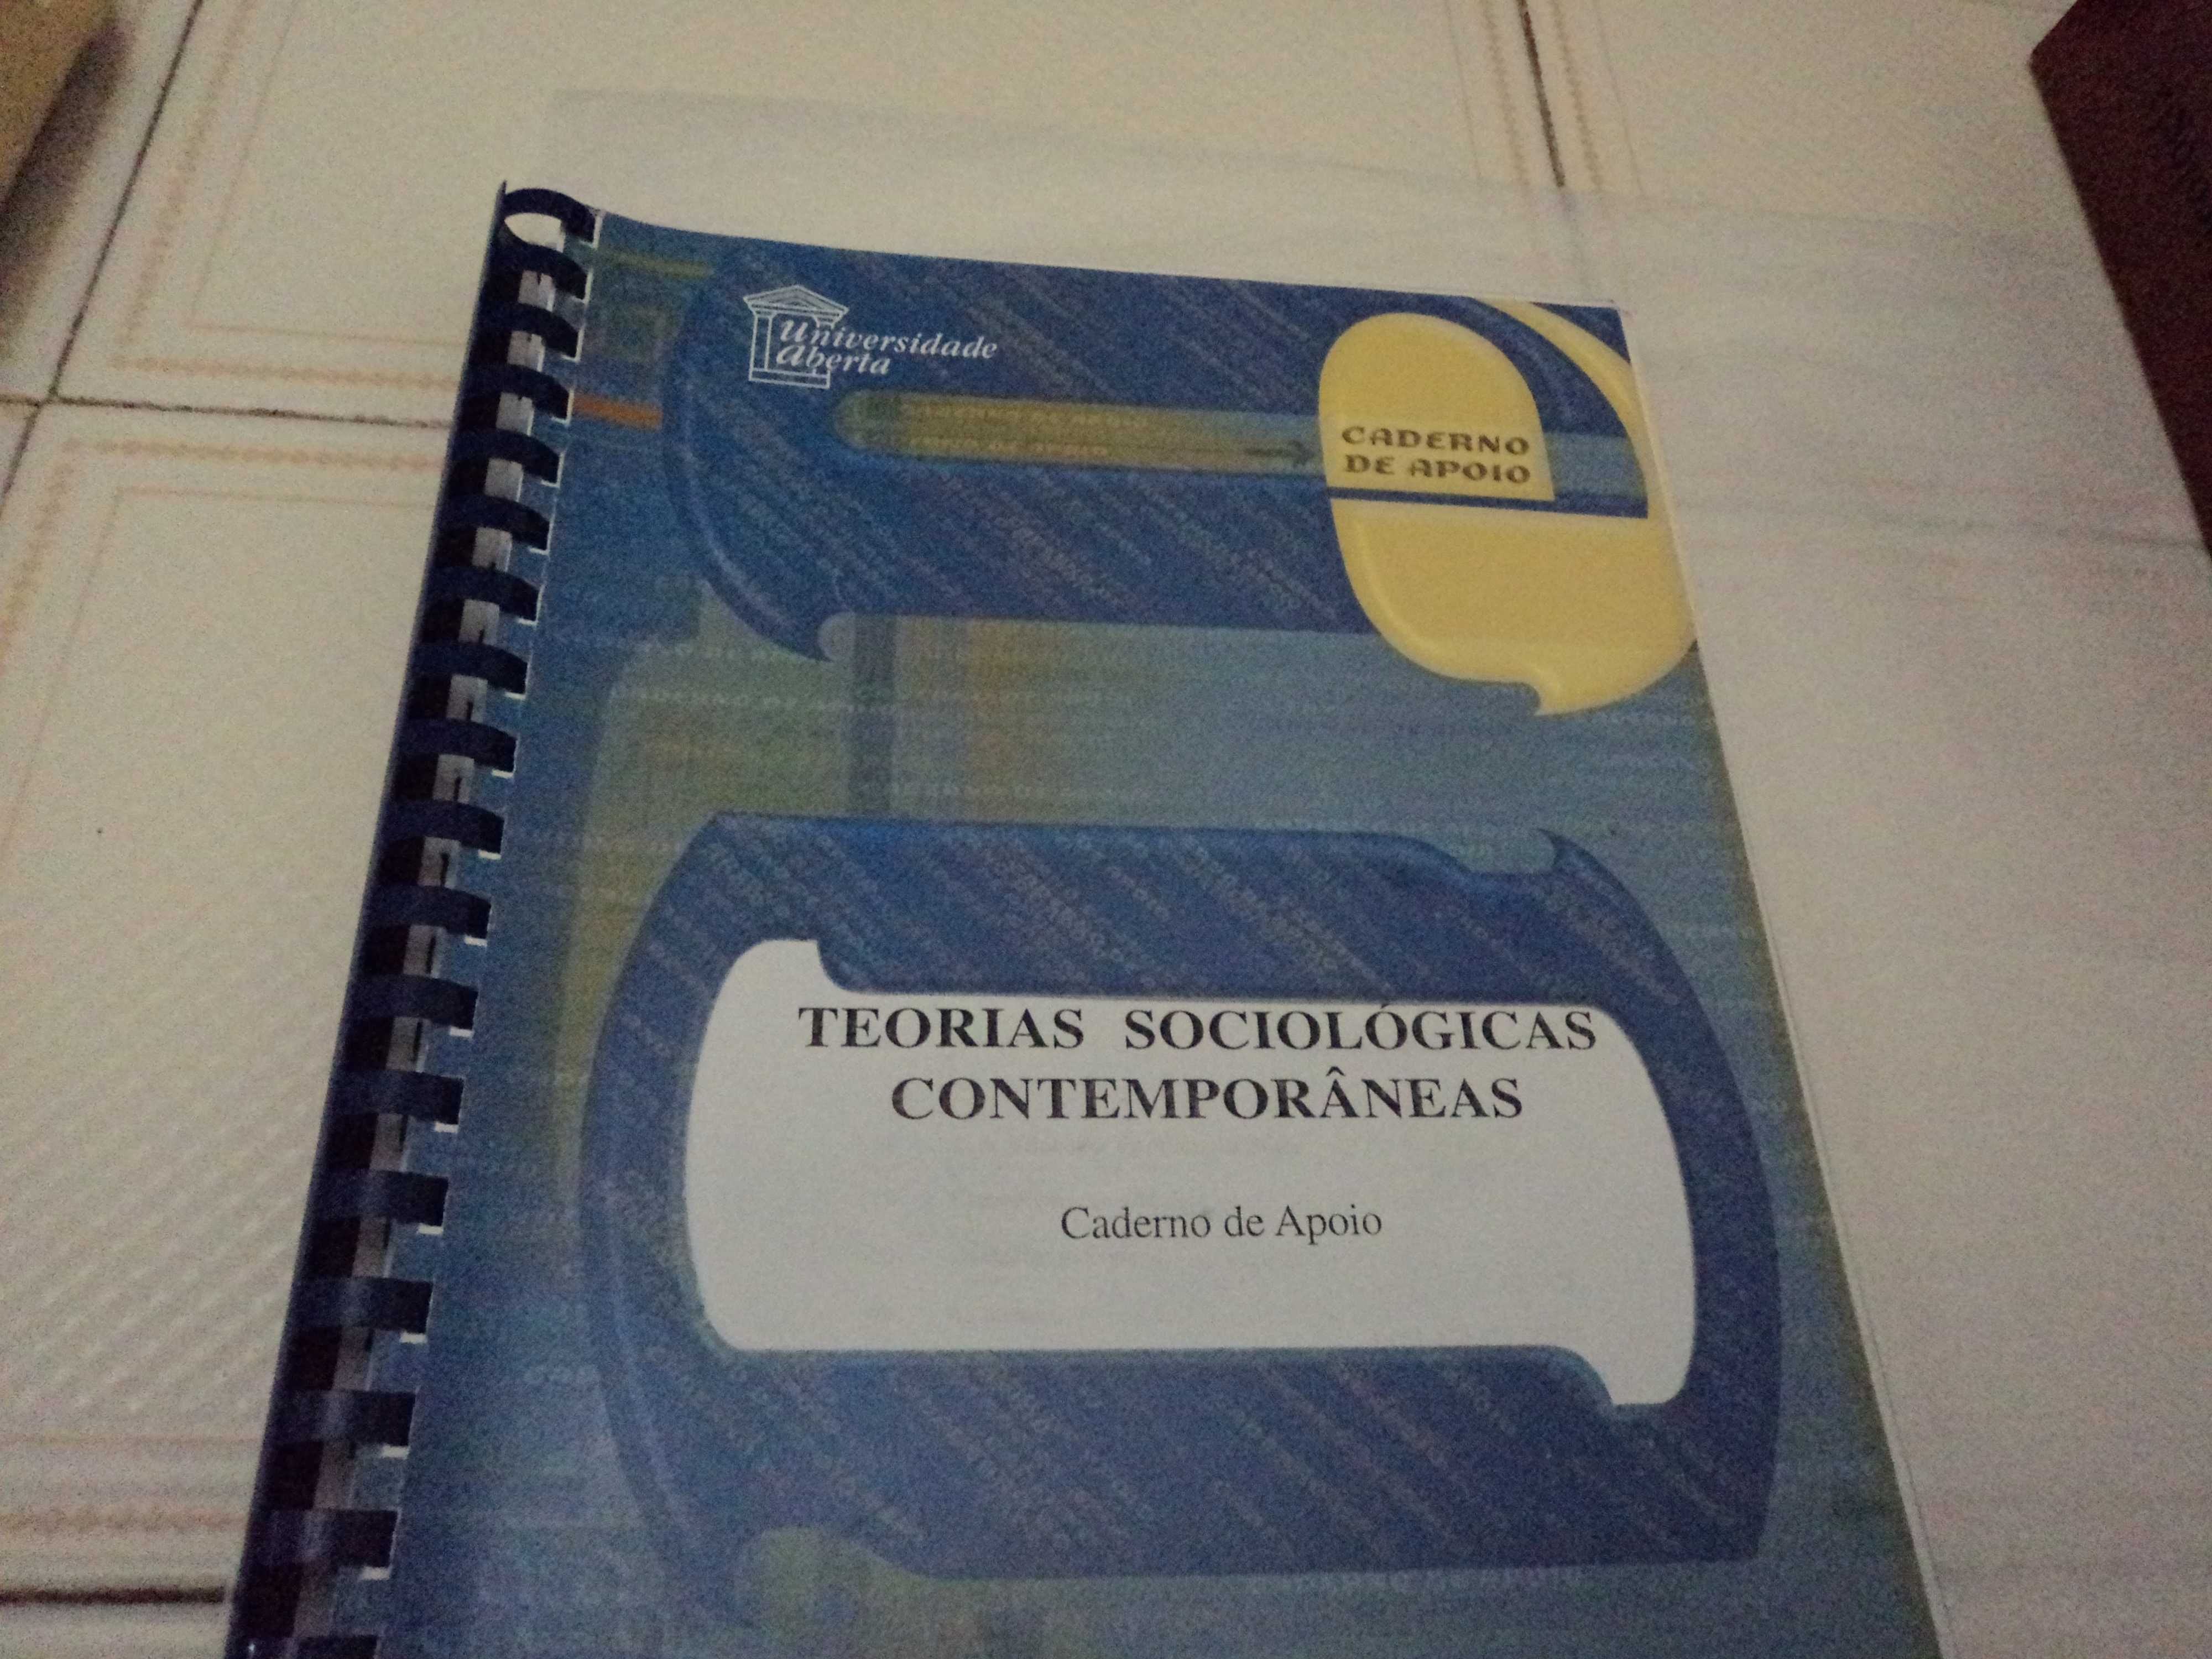 Universidade
Aberta
CADERNO
DE APOIO
TEORIAS SOCIOLÓGICAS
CONTEMPORÂNEAS
Caderno de Apoio